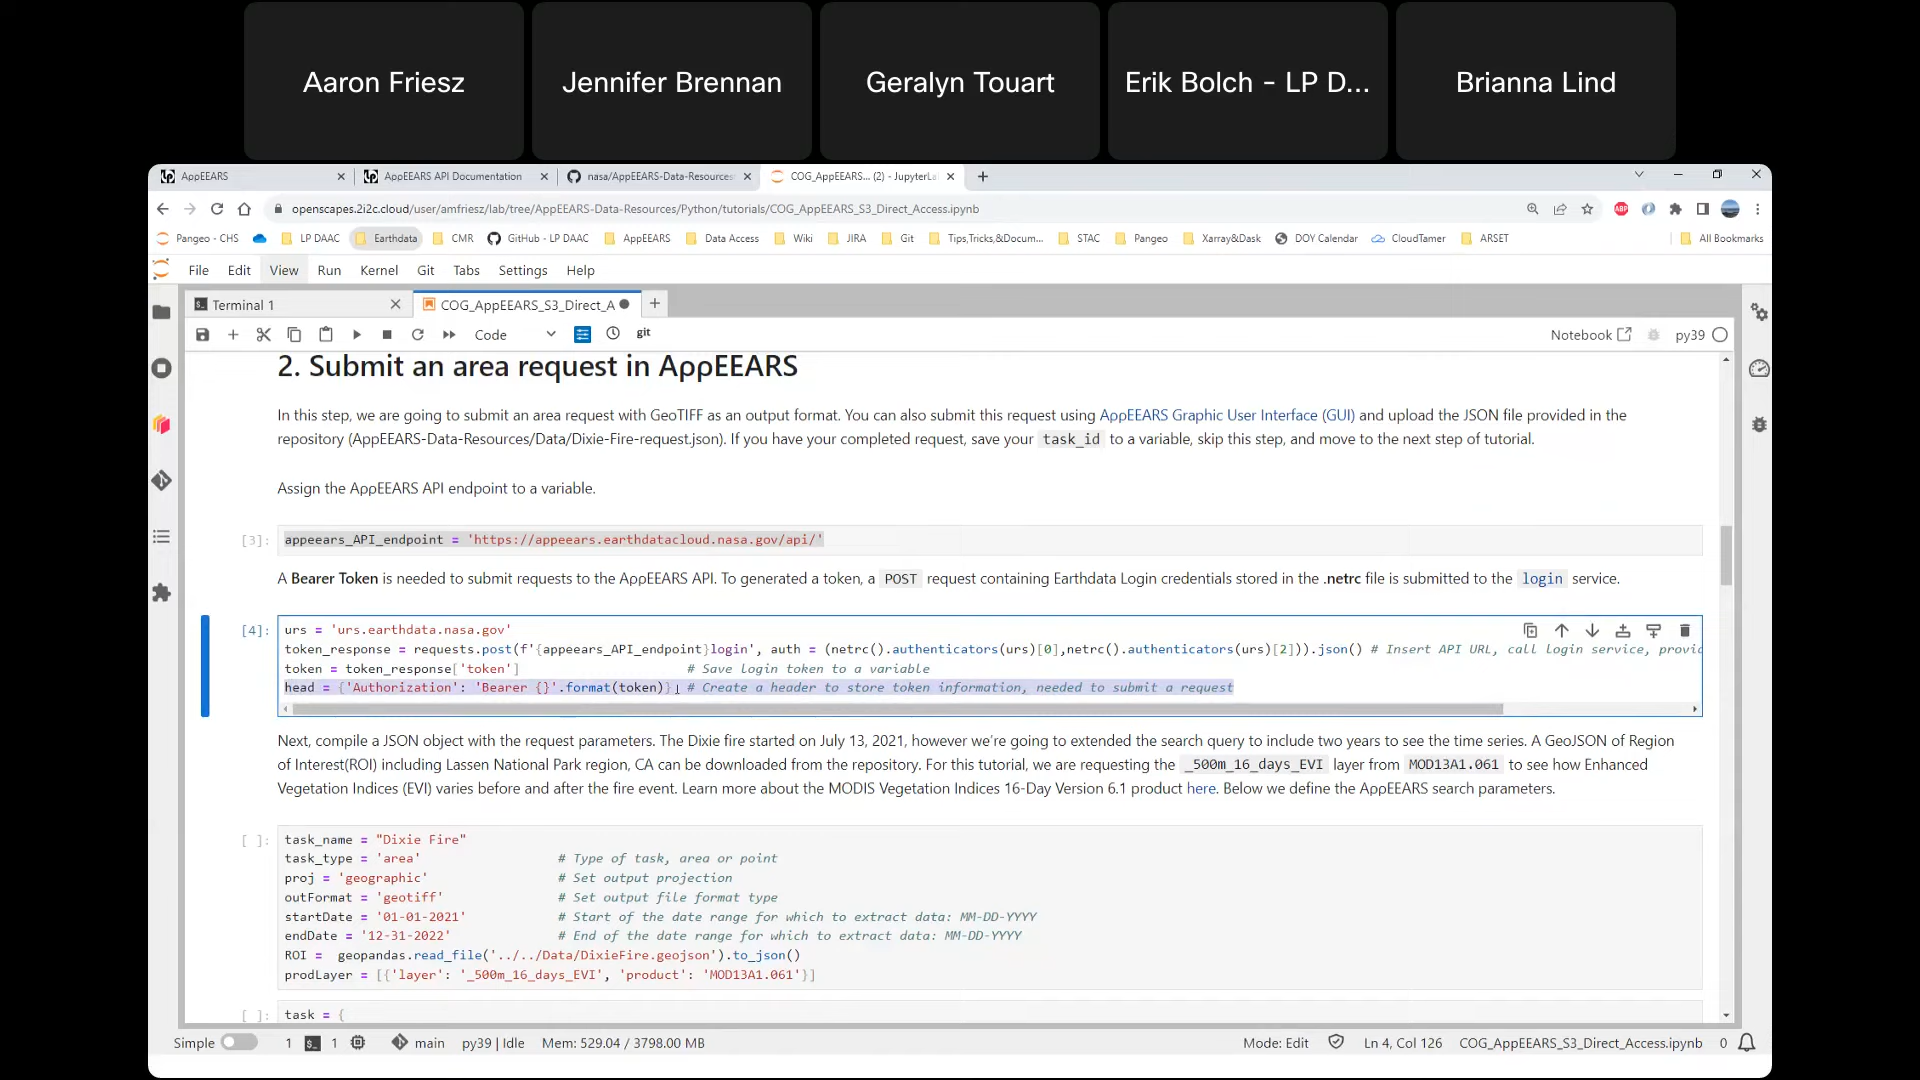 Aaron Friesz
Jennifer Brennan
Geralyn Touart
Erik Bolch - LP D...
Brianna Lind
AppEEARS
AppEEARS API Documentation
nasa/AppEEARS-Data-Resources
COG_AppEEARS... (2) - JupyterLa
openscapes.2i2c.cloud/user/amfriesz/lab/tree/AppEEARS-Data-Resources/Python/tutorials/COG_AppEEARS_S3_Direct_Access.ipynb
ABP
Pangeo - CHS
LP DAAC
Earthdata
CMR
GitHub - LP DAAC
AppEEARS
Data Access
Wiki
JIRA
Git
Tips,Tricks,&Docum...
STAC
Pangeo
Xarray&Dask
DOY Calendar
CloudTamer
ARSET
All Bookmarks
File Edit View Run Kernel Git Tabs Settings Help
Terminal 1
COG_AppEEARS_S3_Direct_A
Code
git
Notebook
py39
2. Submit an area request in AρρEEARS
In this step, we are going to submit an area request with GeoTIFF as an output format. You can also submit this request using AρρEEARS Graphic User Interface (GUI) and upload the JSON file provided in the
repository (AppEEARS-Data-Resources/Data/Dixie-Fire-request.json). If you have your completed request, save your task_id to a variable, skip this step, and move to the next step of tutorial.
Assign the AρρEEARS API endpoint to a variable.
[3]: appeears_API_endpoint = 'https://appeears.earthdatacloud.nasa.gov/api/'
A Bearer Token is needed to submit requests to the AρρEEARS API. To generated a token, a POST request containing Earthdata Login credentials stored in the .netrc file is submitted to the login service.
[4]: urs = 'urs.earthdata.nasa.gov'
token_response = requests.post(f'{appeears_API_endpoint}login', auth = (netrc().authenticators(urs)[0],netrc().authenticators(urs)[2])).json() # Insert API URL, call login service, provid
token = token_response['token'] # Save login token to a variable
head = {'Authorization': 'Bearer {}'.format(token)} # Create a header to store token information, needed to submit a request
Next, compile a JSON object with the request parameters. The Dixie fire started on July 13, 2021, however we're going to extended the search query to include two years to see the time series. A GeoJSON of Region
of Interest(ROI) including Lassen National Park region, CA can be downloaded from the repository. For this tutorial, we are requesting the _500m_16_days_EVI layer from MOD13A1.061 to see how Enhanced
Vegetation Indices (EVI) varies before and after the fire event. Learn more about the MODIS Vegetation Indices 16-Day Version 6.1 product here. Below we define the AρρEEARS search parameters.
[ ]: task_name = "Dixie Fire"
task_type = 'area' # Type of task, area or point
proj = 'geographic' # Set output projection
outFormat = 'geotiff' # Set output file format type
startDate = '01-01-2021' # Start of the date range for which to extract data: MM-DD-YYYY
endDate = '12-31-2022' # End of the date range for which to extract data: MM-DD-YYYY
ROI = geopandas.read_file('../../Data/DixieFire.geojson').to_json()
prodLayer = [{'layer': '_500m_16_days_EVI', 'product': 'MOD13A1.061'}]
[ ]: task = {
Simple 1 1 main py39 | Idle Mem: 529.04 / 3798.00 MB Mode: Edit Ln 4, Col 126 COG_AppEEARS_S3_Direct_Access.ipynb 0